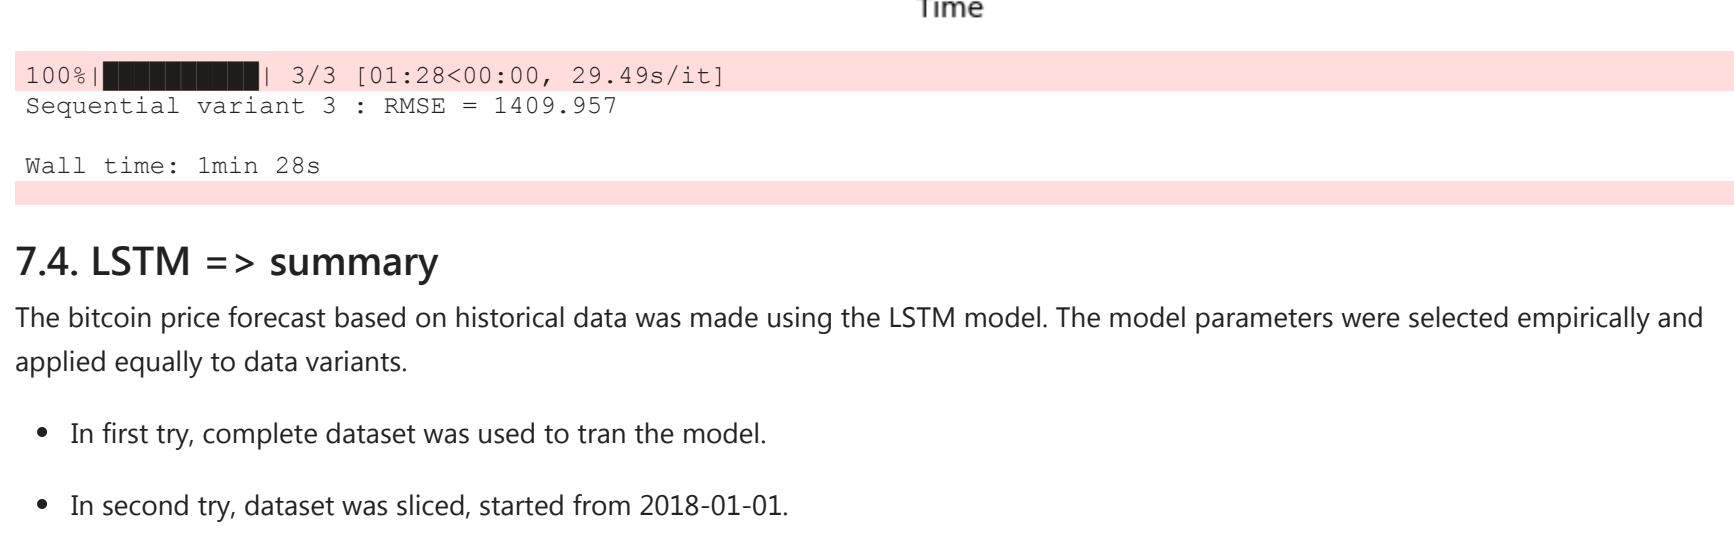 Time
100%|██████████| 3/3 [01:28<00:00, 29.49s/it]
Sequential variant 3 : RMSE = 1409.957
Wall time: 1min 28s
7.4. LSTM => summary
The bitcoin price forecast based on historical data was made using the LSTM model. The model parameters were selected empirically and
applied equally to data variants.
• In first try, complete dataset was used to tran the model.
• In second try, dataset was sliced, started from 2018-01-01.